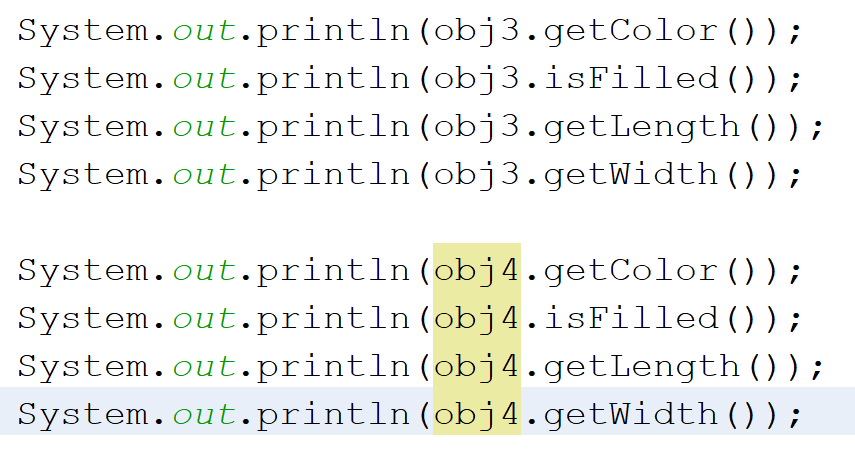 System.out.println(obj3.getColor());
System.out.println(obj3.isFilled());
System.out.println(obj3.getLength());
System.out.println(obj3.getWidth());
System.out.println(obj4.getColor());
System.out.println(obj4.isFilled());
System.out.println(obj4.getLength());
System.out.println(obj4.getWidth());